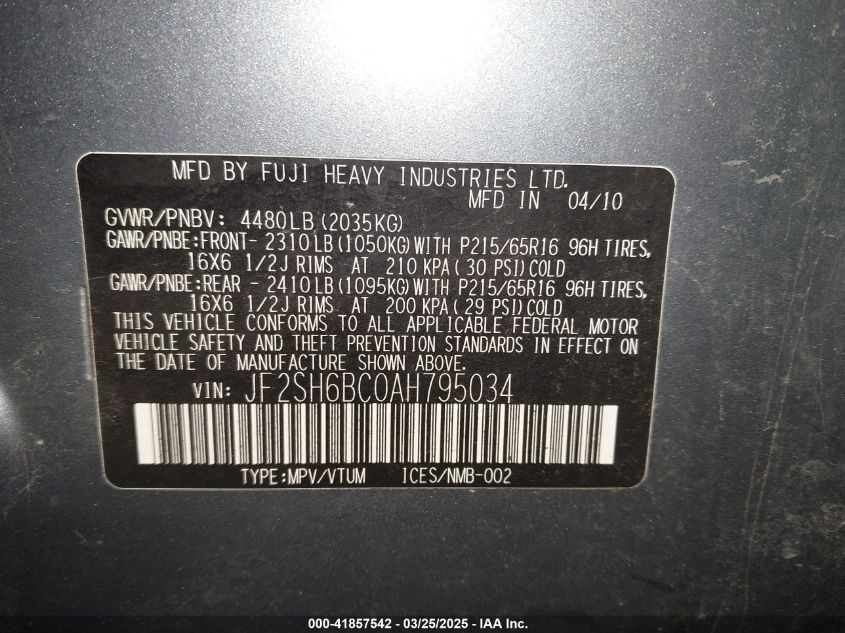 MFD BY FUJI HEAVY INDUSTRIES LTD.
MFD IN 04/10
GVWR/PNBV: 4480LB(2035KG)
GAWR/PNBE:FRONT- 2310LB(1050KG)WITH P215/65R16 96H TIRES,
16X6 1/2J RIMS AT 210 KPA(30 PSI)COLD
GAWR/PNBE:REAR - 2410LB(1095KG)WITH P215/65R16 96H TIRES,
16X6 1/2J RIMS AT 200 KPA(29 PSI)COLD
THIS VEHICLE CONFORMS TO ALL APPLICABLE FEDERAL MOTOR
VEHICLE SAFETY AND THEFT PREVENTION STANDARDS IN EFFECT ON
THE DATE OF MANUFACTURE SHOWN ABOVE.
VIN: JF2SH6BC0AH795034
TYPE:MPV/VTUM ICES/NMB-002
000-41857542 - 03/25/2025 - IAA Inc.